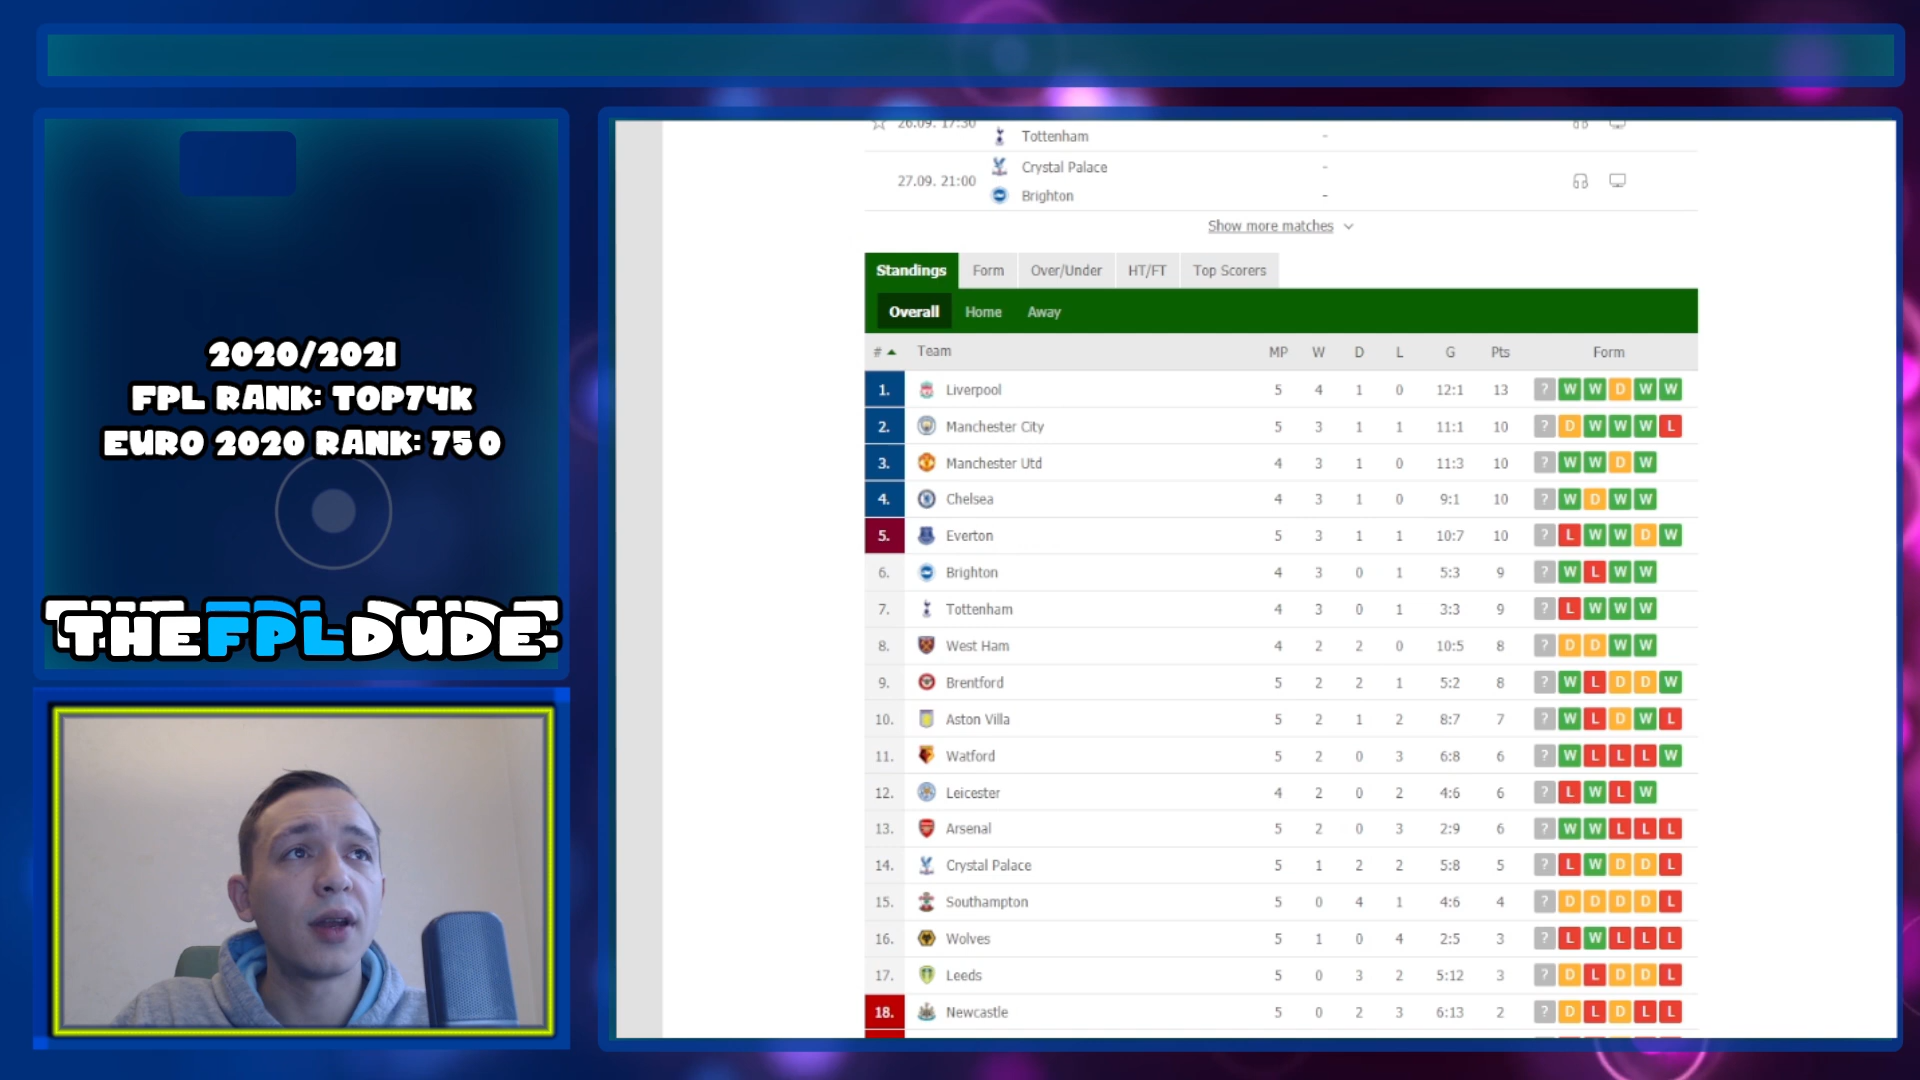 26.09. 17:30
Tottenham -
Crystal Palace -
27.09. 21:00
Brighton -
Show more matches
Standings Form Over/Under HT/FT Top Scorers
Overall Home Away
# Team MP W D L G Pts Form
1. Liverpool 5 4 1 0 12:1 13 ? W W D W W
2. Manchester City 5 3 1 1 11:1 10 ? D W W W L
3. Manchester Utd 4 3 1 0 11:3 10 ? W W D W
4. Chelsea 4 3 1 0 9:1 10 ? W D W W
5. Everton 5 3 1 1 10:7 10 ? L W W D W
6. Brighton 4 3 0 1 5:3 9 ? W L W W
7. Tottenham 4 3 0 1 3:3 9 ? L W W W
8. West Ham 4 2 2 0 10:5 8 ? D D W W
9. Brentford 5 2 2 1 5:2 8 ? W L D D W
10. Aston Villa 5 2 1 2 8:7 7 ? W L D W L
11. Watford 5 2 0 3 6:8 6 ? W L L L W
12. Leicester 4 2 0 2 4:6 6 ? L W L W
13. Arsenal 5 2 0 3 2:9 6 ? W W L L L
14. Crystal Palace 5 1 2 2 5:8 5 ? L W D D L
15. Southampton 5 0 4 1 4:6 4 ? D D D D L
16. Wolves 5 1 0 4 2:5 3 ? L W L L L
17. Leeds 5 0 3 2 5:12 3 ? D L D D L
18. Newcastle 5 0 2 3 6:13 2 ? D L D L L
2020/2021
FPL RANK: TOP74K
EURO 2020 RANK: 750
THEFPLDUDE